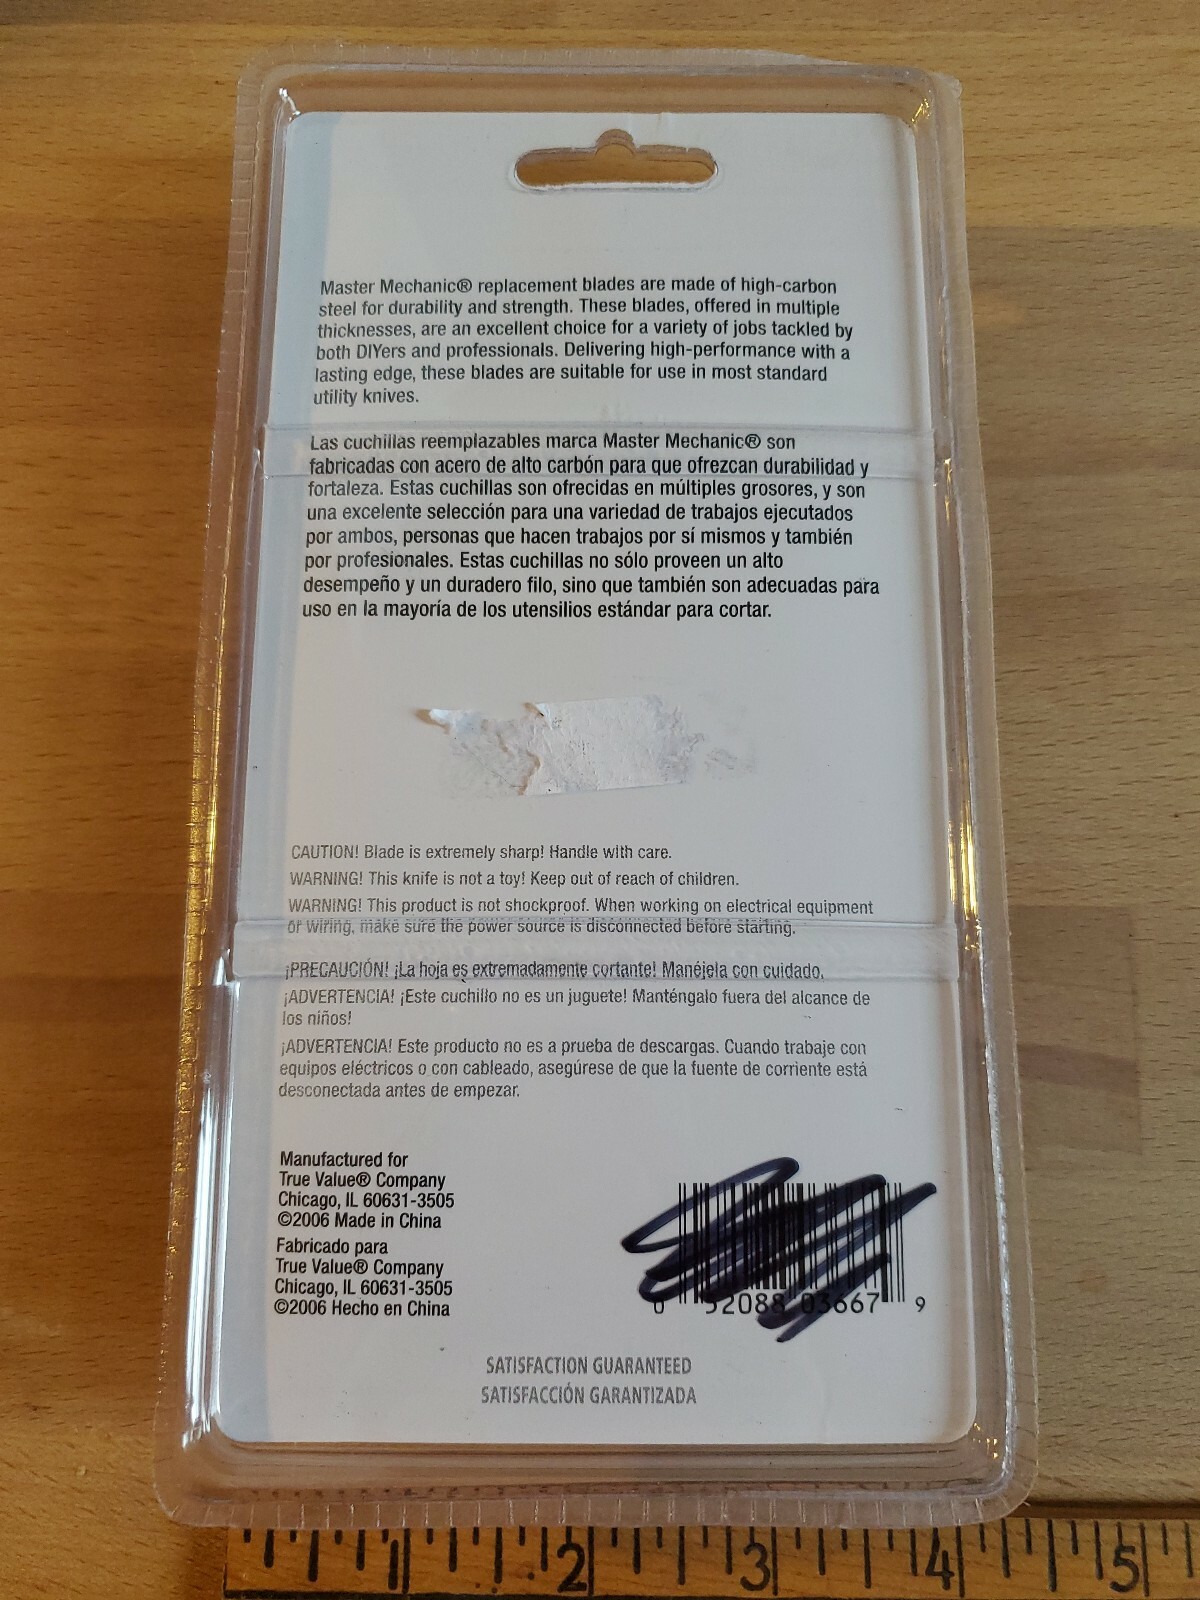 Master Mechanic® replacement blades are made of high-carbon
steel for durability and strength. These blades, offered in multiple
thicknesses, are an excellent choice for a variety of jobs tackled by
both DIYers and professionals. Delivering high-performance with a
lasting edge, these blades are suitable for use in most standard
utility knives.
Las cuchillas reemplazables marca Master Mechanic® son
fabricadas con acero de alto carbón para que ofrezcan durabilidad y
fortaleza. Estas cuchillas son ofrecidas en múltiples grosores, y son
una excelente selección para una variedad de trabajos ejecutados
por ambos, personas que hacen trabajos por sí mismos y también
por profesionales. Estas cuchillas no sólo proveen un alto
desempeño y un duradero filo, sino que también son adecuadas para
uso en la mayoría de los utensilios estándar para cortar.
CAUTION! Blade is extremely sharp! Handle with care.
WARNING! This knife is not a toy! Keep out of reach of children.
WARNING! This product is not shockproof. When working on electrical equipment
or wiring, make sure the power source is disconnected before starting.
¡PRECAUCIÓN! ¡La hoja es extremadamente cortante! Manéjela con cuidado.
¡ADVERTENCIA! ¡Este cuchillo no es un juguete! Manténgalo fuera del alcance de
los niños!
¡ADVERTENCIA! Este producto no es a prueba de descargas. Cuando trabaje con
equipos eléctricos o con cableado, asegúrese de que la fuente de corriente está
desconectada antes de empezar.
Manufactured for
True Value® Company
Chicago, IL 60631-3505
©2006 Made in China
Fabricado para
True Value® Company
Chicago, IL 60631-3505
©2006 Hecho en China
0 52088 03667 9
SATISFACTION GUARANTEED
SATISFACCIÓN GARANTIZADA
1 2 3 4 5